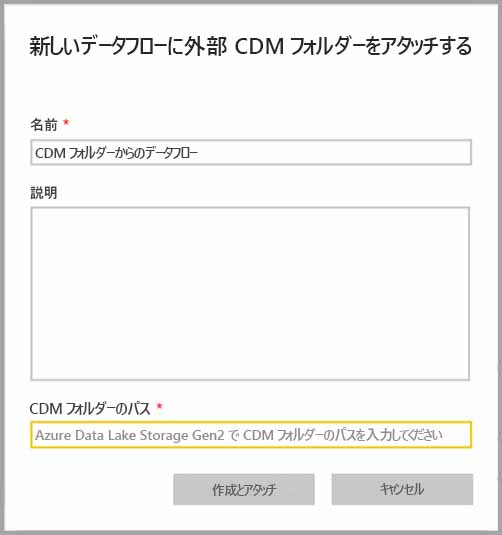 新しいデータフローに外部 CDM フォルダーをアタッチする
名前 *
CDM フォルダーからのデータフロー
説明
CDM フォルダーのパス *
Azure Data Lake Storage Gen2 で CDM フォルダーのパスを入力してください
作成とアタッチ
キャンセル